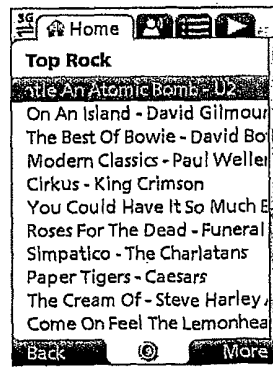 3G
Home
Top Rock
ntle An Atomic Bomb - U2
On An Island - David Gilmour
The Best Of Bowie - David Bo
Modern Classics - Paul Weller
Cirkus - King Crimson
You Could Have It So Much B
Roses For The Dead - Funeral
Simpatico - The Charlatans
Paper Tigers - Caesars
The Cream Of - Steve Harley
Come On Feel The Lemonhea
Back
More